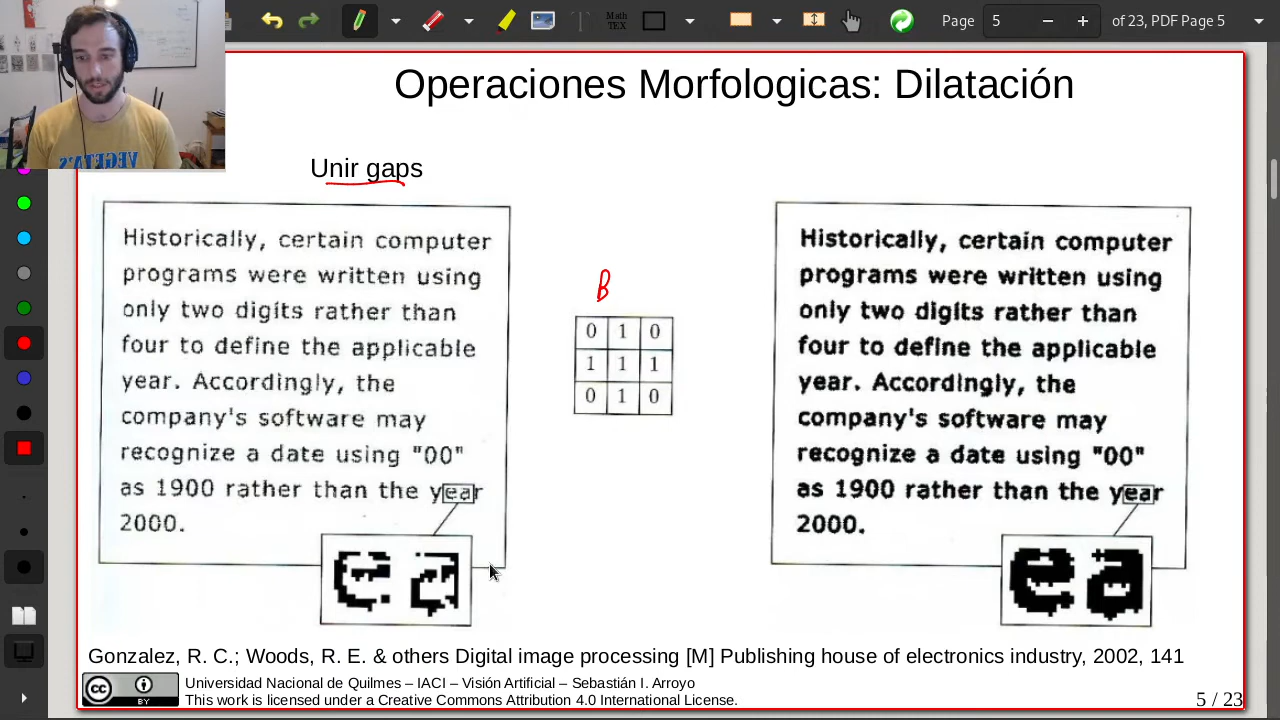 Math
TEX
Page 5 of 23, PDF Page 5
Operaciones Morfologicas: Dilatación
Unir gaps
Historically, certain computer
programs were written using
only two digits rather than
four to define the applicable
year. Accordingly, the
company's software may
recognize a date using "00"
as 1900 rather than the year
2000.
e a
B
0 1 0
1 1 1
0 1 0
Historically, certain computer
programs were written using
only two digits rather than
four to define the applicable
year. Accordingly, the
company's software may
recognize a date using "00"
as 1900 rather than the year
2000.
e a
Gonzalez, R. C.; Woods, R. E. & others Digital image processing [M] Publishing house of electronics industry, 2002, 141
cc
BY
Universidad Nacional de Quilmes – IACI – Visión Artificial – Sebastián I. Arroyo
This work is licensed under a Creative Commons Attribution 4.0 International License.
5 / 23
VEGETA'S